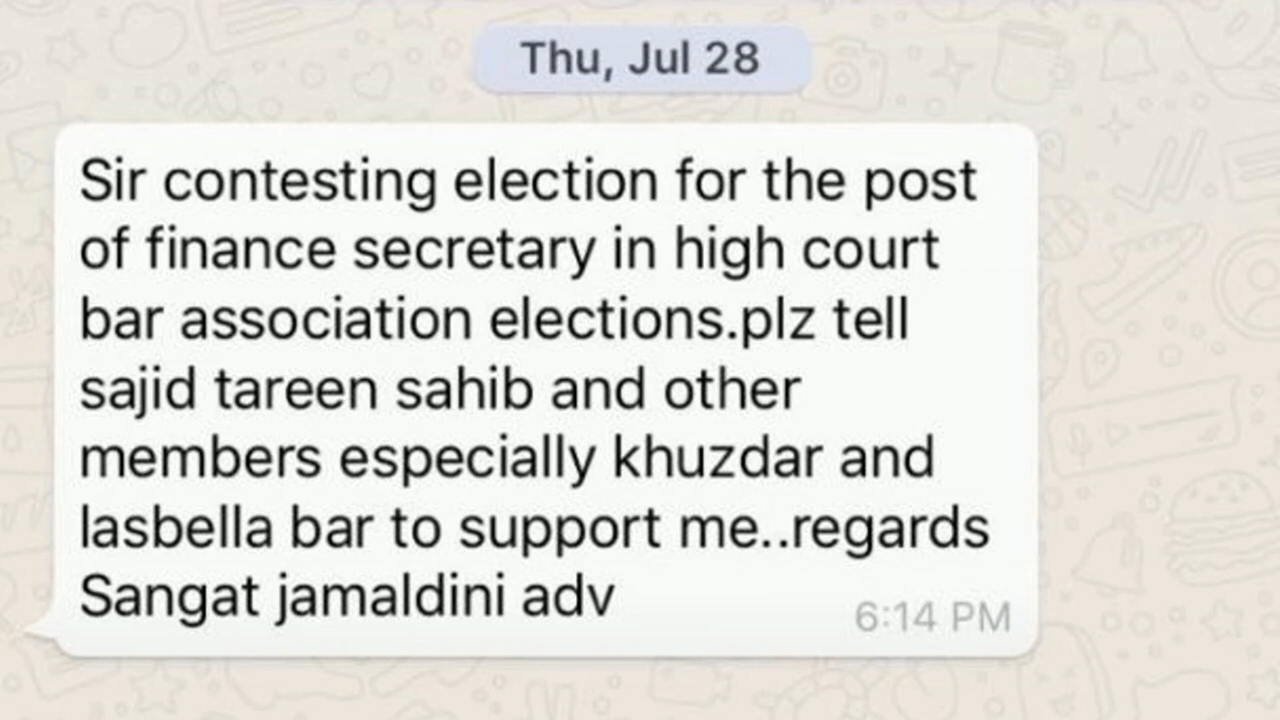 Thu, Jul 28
Sir contesting election for the post
of finance secretary in high court
bar association elections.plz tell
sajid tareen sahib and other
members especially khuzdar and
lasbella bar to support me..regards
Sangat jamaldini adv
6:14 PM